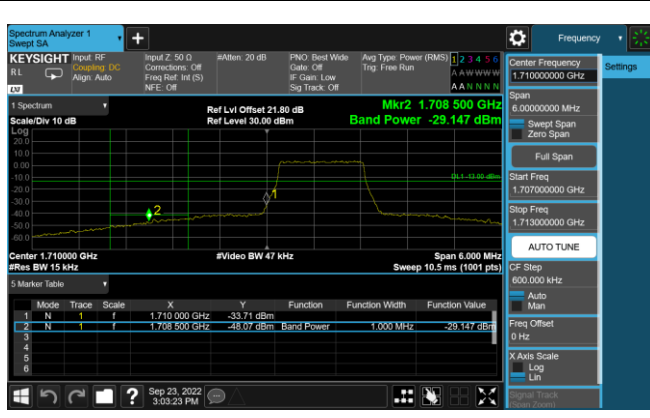 Spectrum Analyzer 1
Swept SA
+
Frequency
KEYSIGHT
RL
LXI
Input: RF
Coupling: DC
Align: Auto
Input Z: 50 Ω
Corrections: Off
Freq Ref: Int (S)
NFE: Off
#Atten: 20 dB
PNO: Best Wide
Gate: Off
IF Gain: Low
Sig Track: Off
Avg Type: Power (RMS)
Trig: Free Run
1 2 3 4 5 6
A A W W W W
A A N N N N
1 Spectrum
Scale/Div 10 dB
Ref Lvl Offset 21.80 dB
Ref Level 30.00 dBm
Mkr2 1.708 500 GHz
Band Power -29.147 dBm
Log
20.0
10.0
0.00
-10.0
-20.0
-30.0
-40.0
-50.0
-60.0
DL1 -13.00 dBm
1
2
Center 1.710000 GHz
#Res BW 15 kHz
#Video BW 47 kHz
Span 6.000 MHz
Sweep 10.5 ms (1001 pts)
5 Marker Table
Mode Trace Scale X Y Function Function Width Function Value
1 N 1 f 1.710 000 GHz -33.71 dBm
2 N 1 f 1.708 500 GHz -48.07 dBm Band Power 1.000 MHz -29.147 dBm
3
4
5
6
Sep 23, 2022
3:03:23 PM
?
Center Frequency
1.710000000 GHz
Settings
Span
6.00000000 MHz
Swept Span
Zero Span
Full Span
Start Freq
1.707000000 GHz
Stop Freq
1.713000000 GHz
AUTO TUNE
CF Step
600.000 kHz
Auto
Man
Freq Offset
0 Hz
X Axis Scale
Log
Lin
Signal Track
(Span Zoom)